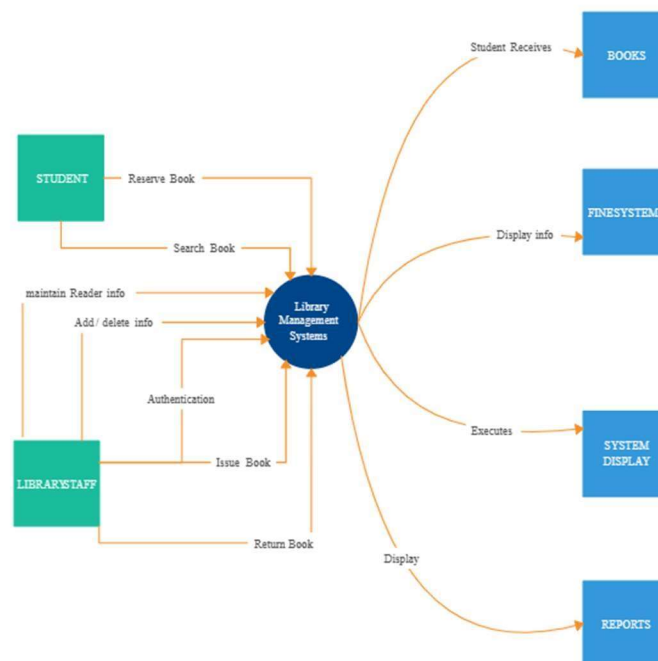 Student Receives
BOOKS
STUDENT
Reserve Book
FINESYSTEM
Display info
Search Book
maintain Reader info
Library
Management
Systems
Add / delete info
Authentication
Executes
SYSTEM
DISPLAY
LIBRARYSTAFF
Issue Book
Return Book
Display
REPORTS